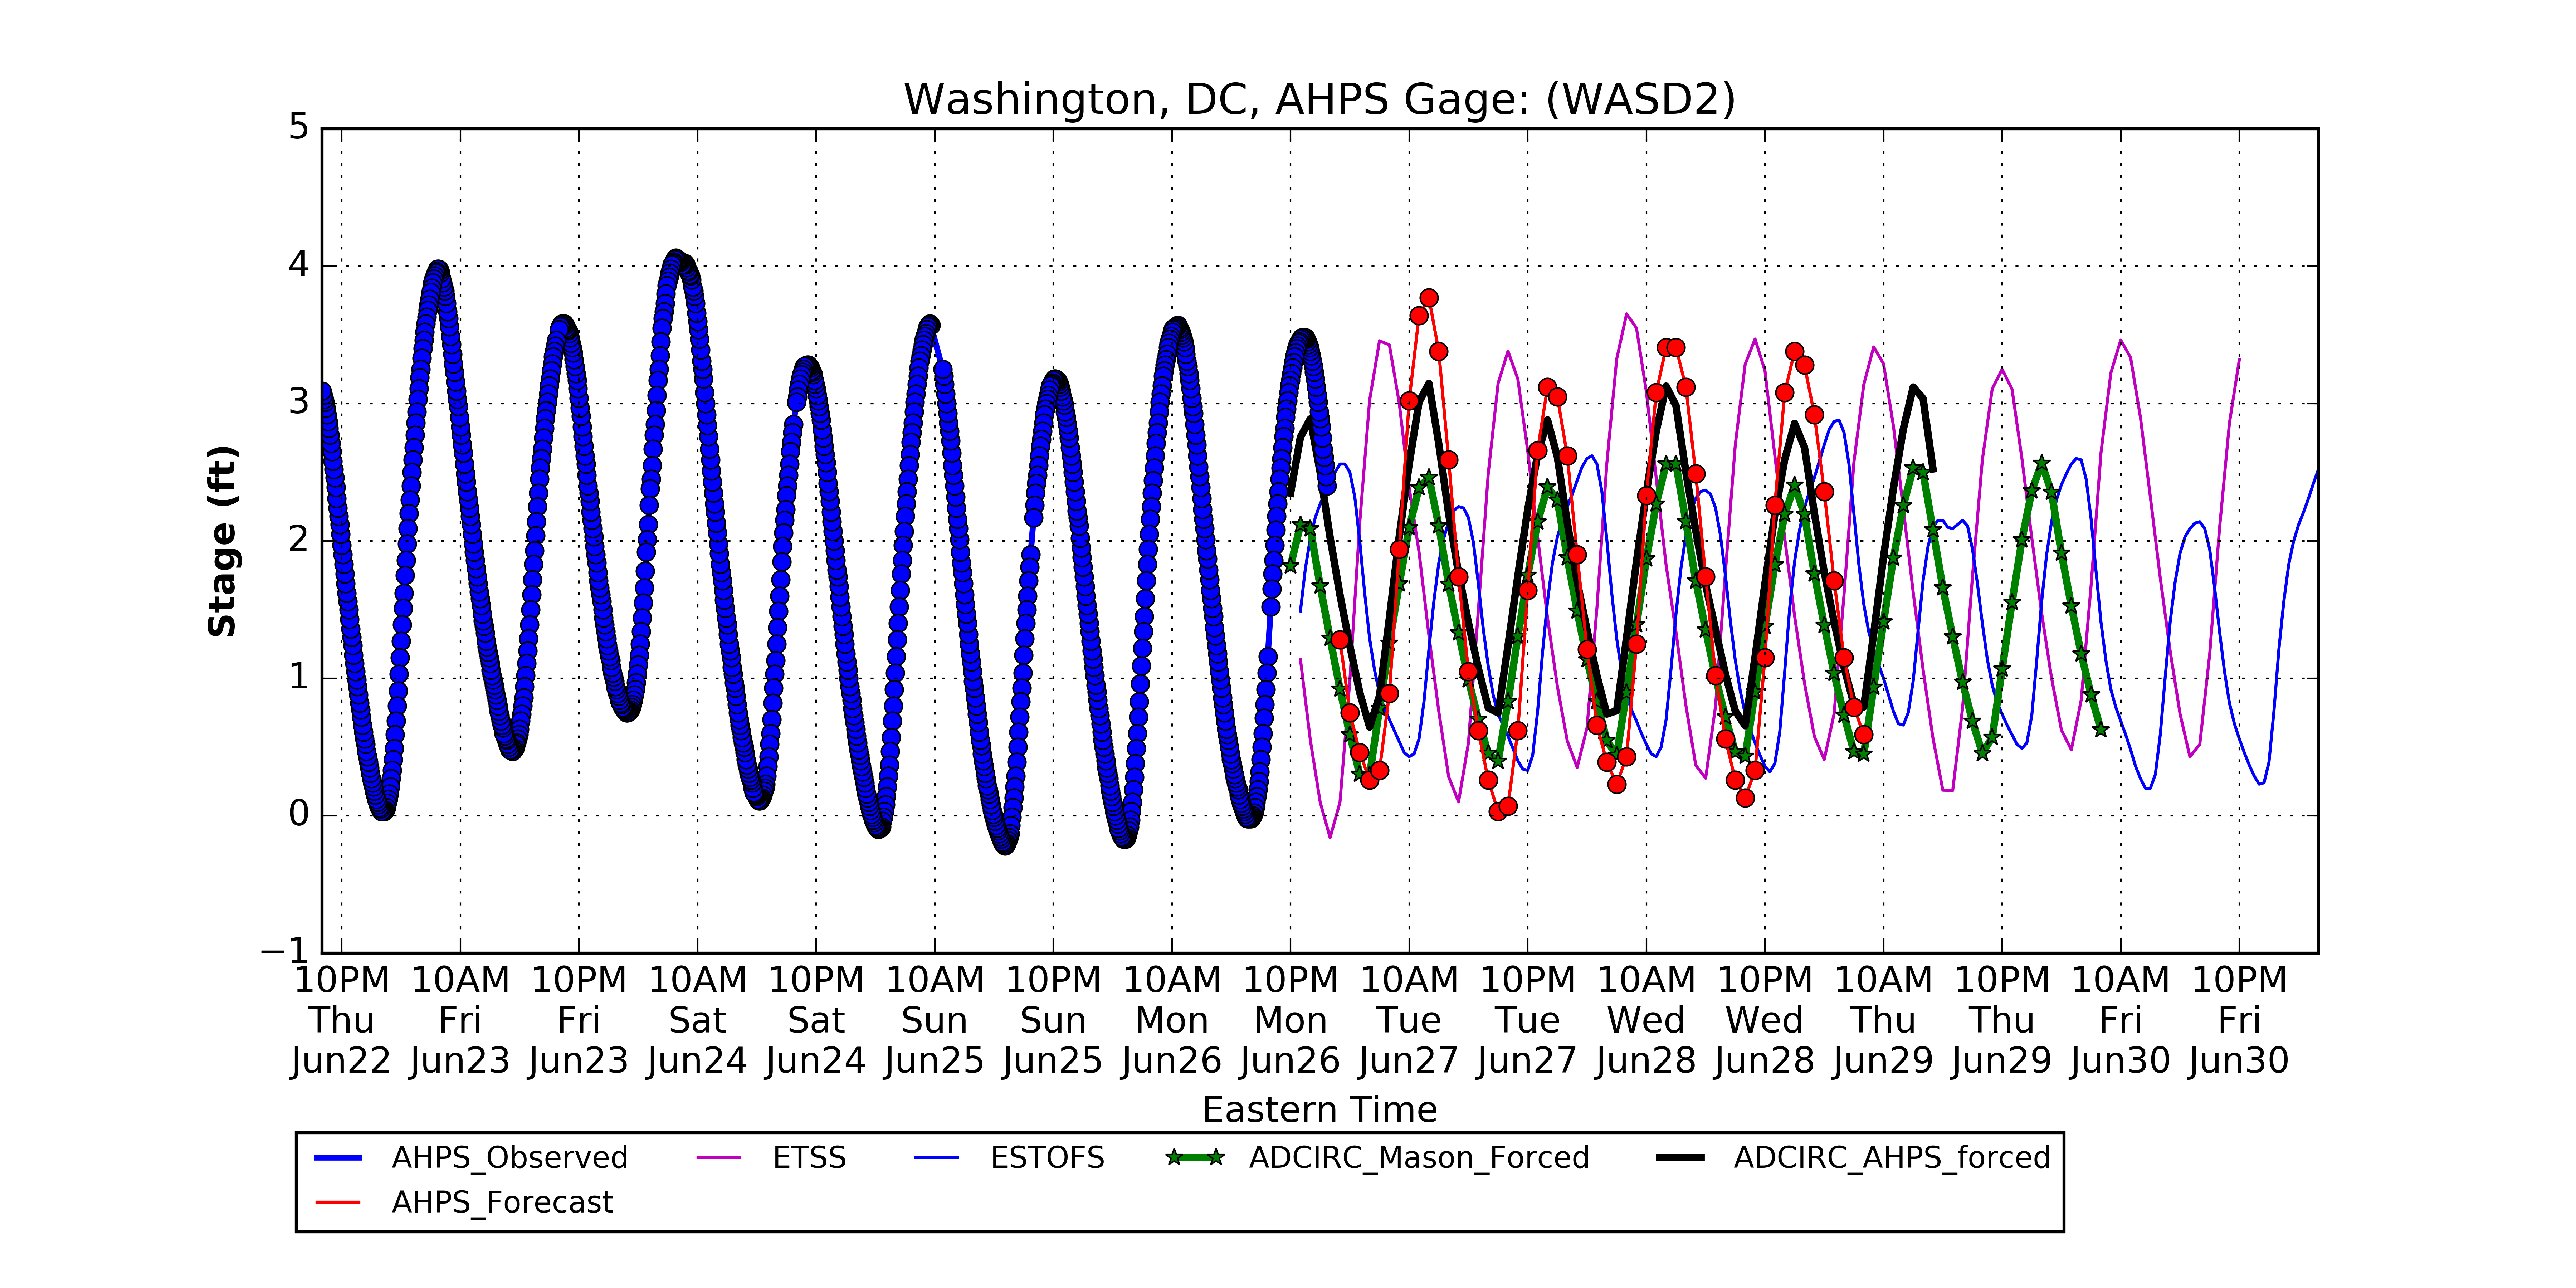 Washington, DC, AHPS Gage: (WASD2)
5
4
3
2
1
0
−1
Stage (ft)
10PM 10AM 10PM 10AM 10PM 10AM 10PM 10AM 10PM 10AM 10PM 10AM 10PM 10AM 10PM 10AM 10PM
Thu Fri Fri Sat Sat Sun Sun Mon Mon Tue Tue Wed Wed Thu Thu Fri Fri
Jun22 Jun23 Jun23 Jun24 Jun24 Jun25 Jun25 Jun26 Jun26 Jun27 Jun27 Jun28 Jun28 Jun29 Jun29 Jun30 Jun30
Eastern Time
AHPS_Observed ETSS ESTOFS ADCIRC_Mason_Forced ADCIRC_AHPS_forced
AHPS_Forecast